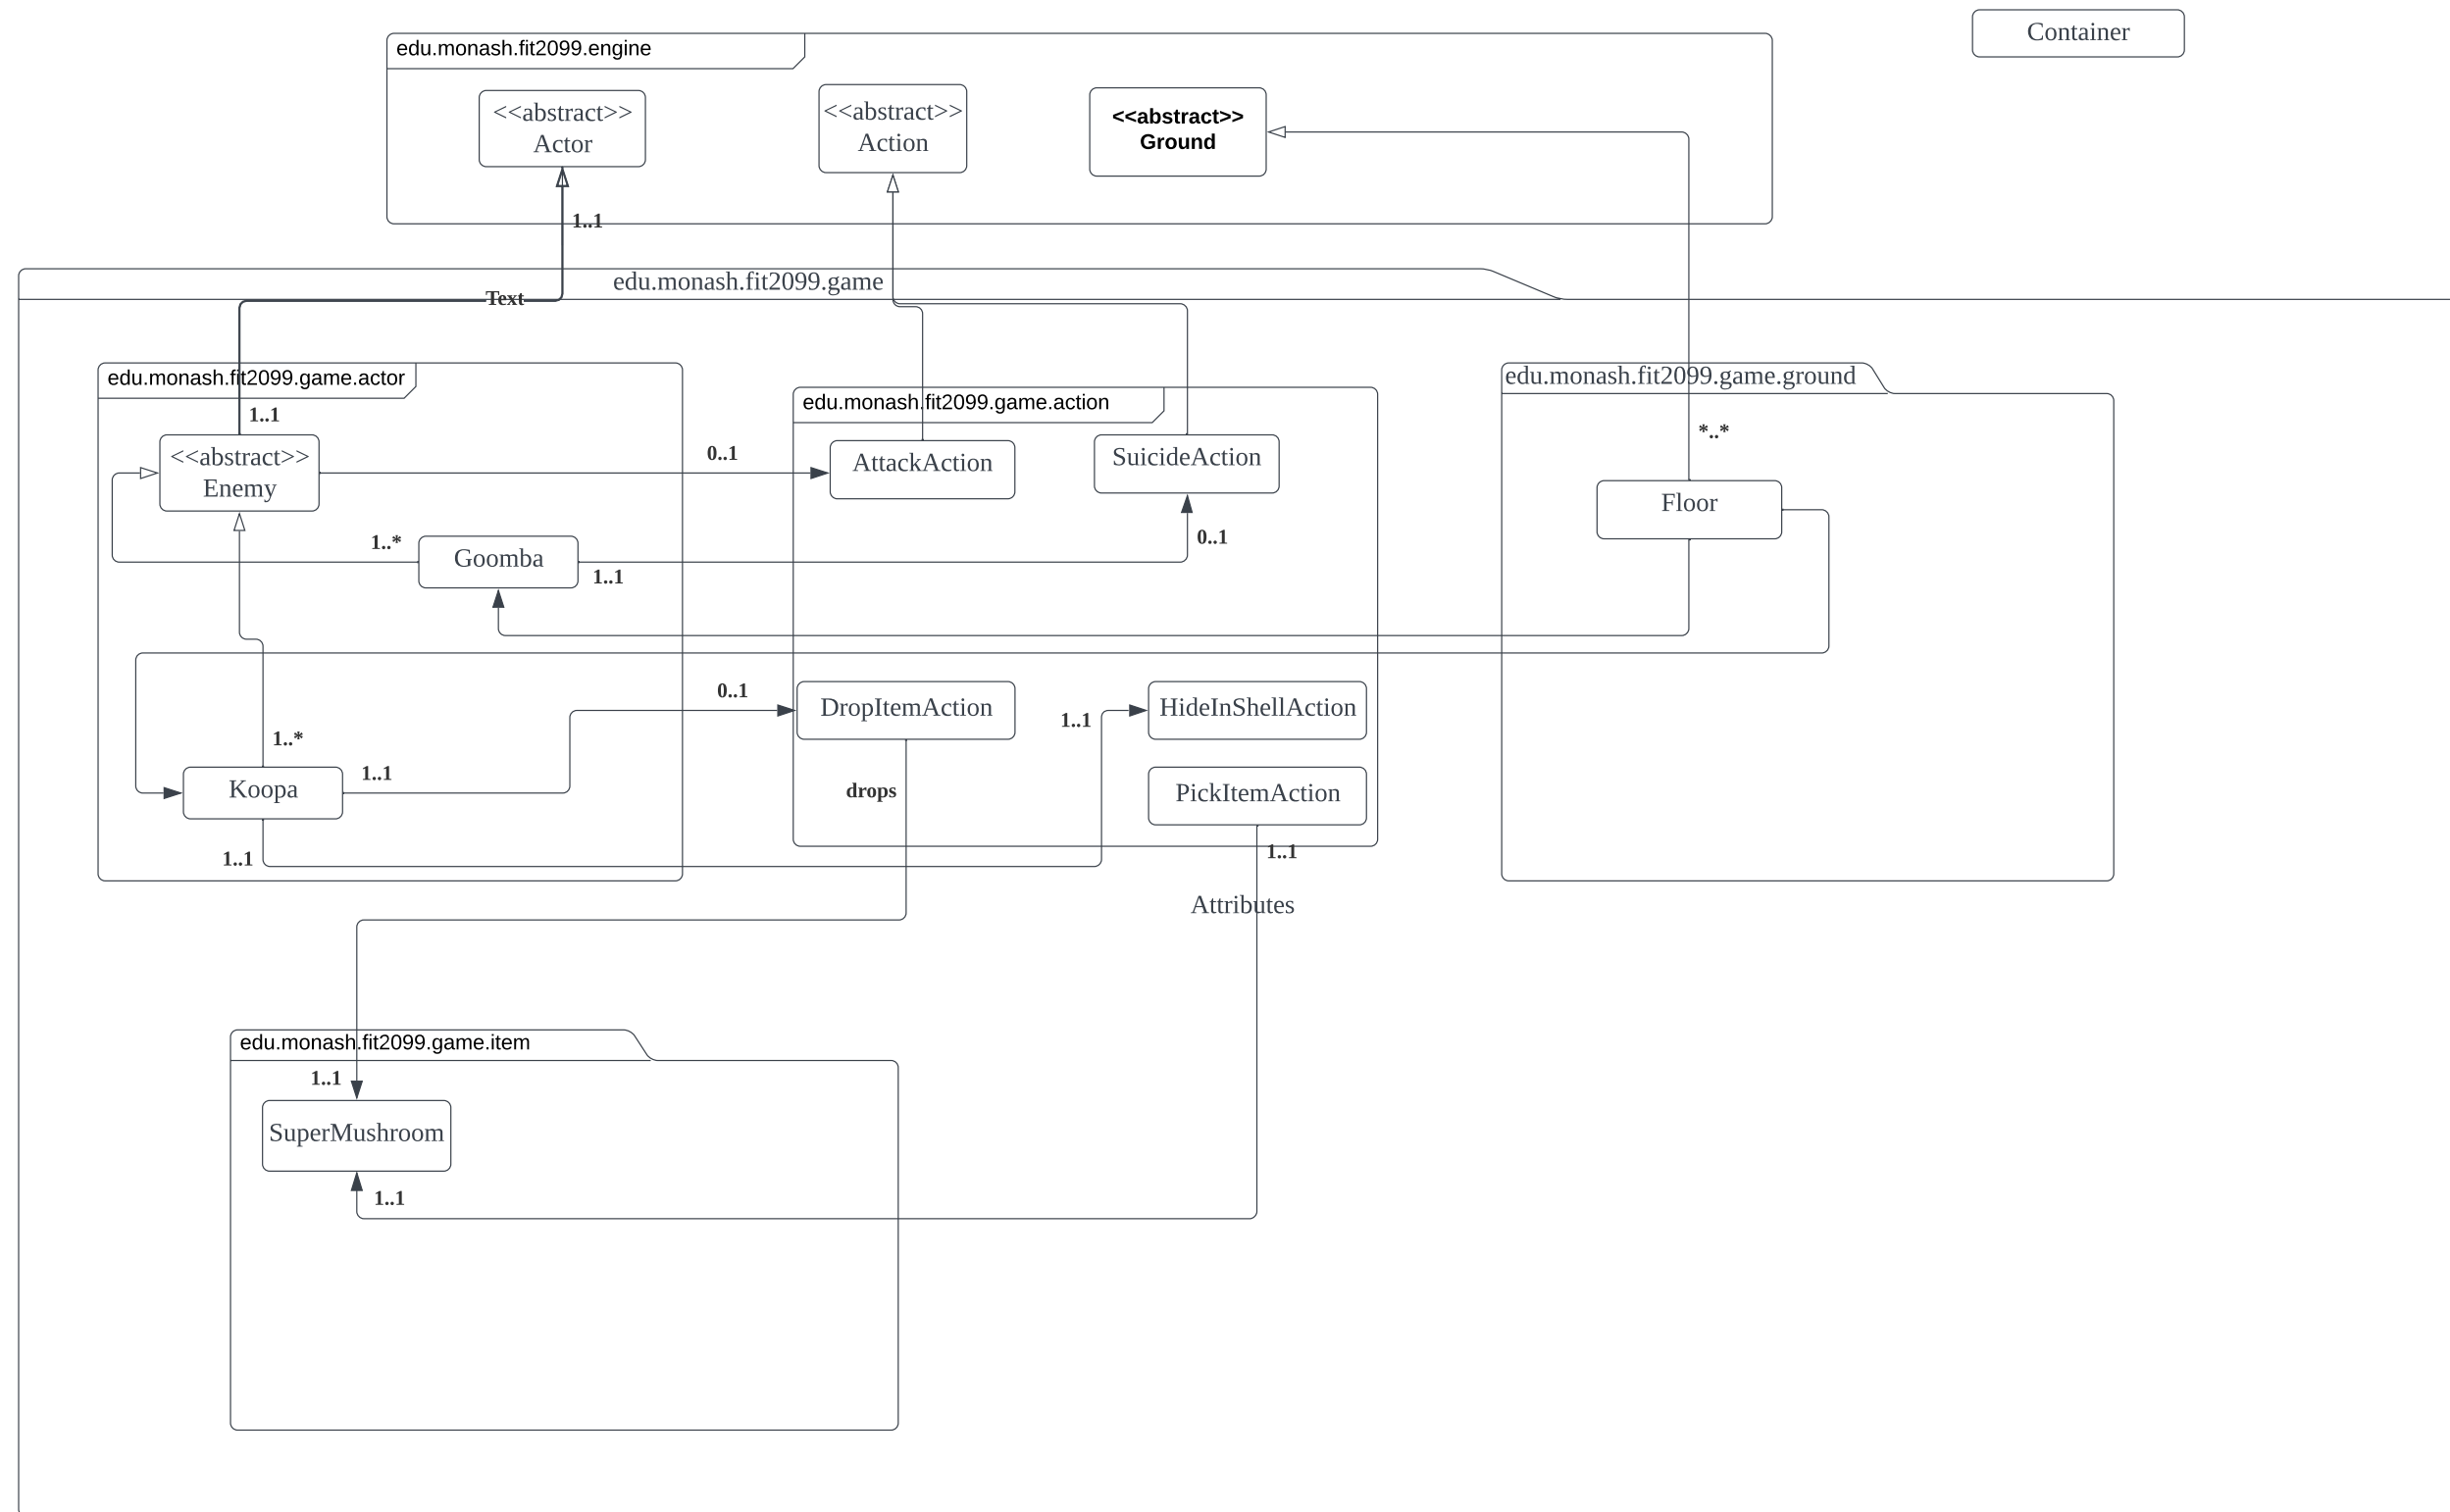 Container
edu.monash.fit2099.engine
<<abstract>>
Actor
<<abstract>>
Action
<<abstract>>
Ground
1..1
edu.monash.fit2099.game
Text
edu.monash.fit2099.game.actor
edu.monash.fit2099.game.action
edu.monash.fit2099.game.ground
1..1
*..*
<<abstract>>
Enemy
0..1
AttackAction
SuicideAction
Floor
1..*
Goomba
1..1
0..1
0..1
DropItemAction
1..1
HideInShellAction
1..*
Koopa
1..1
drops
PickItemAction
1..1
1..1
Attributes
edu.monash.fit2099.game.item
1..1
SuperMushroom
1..1